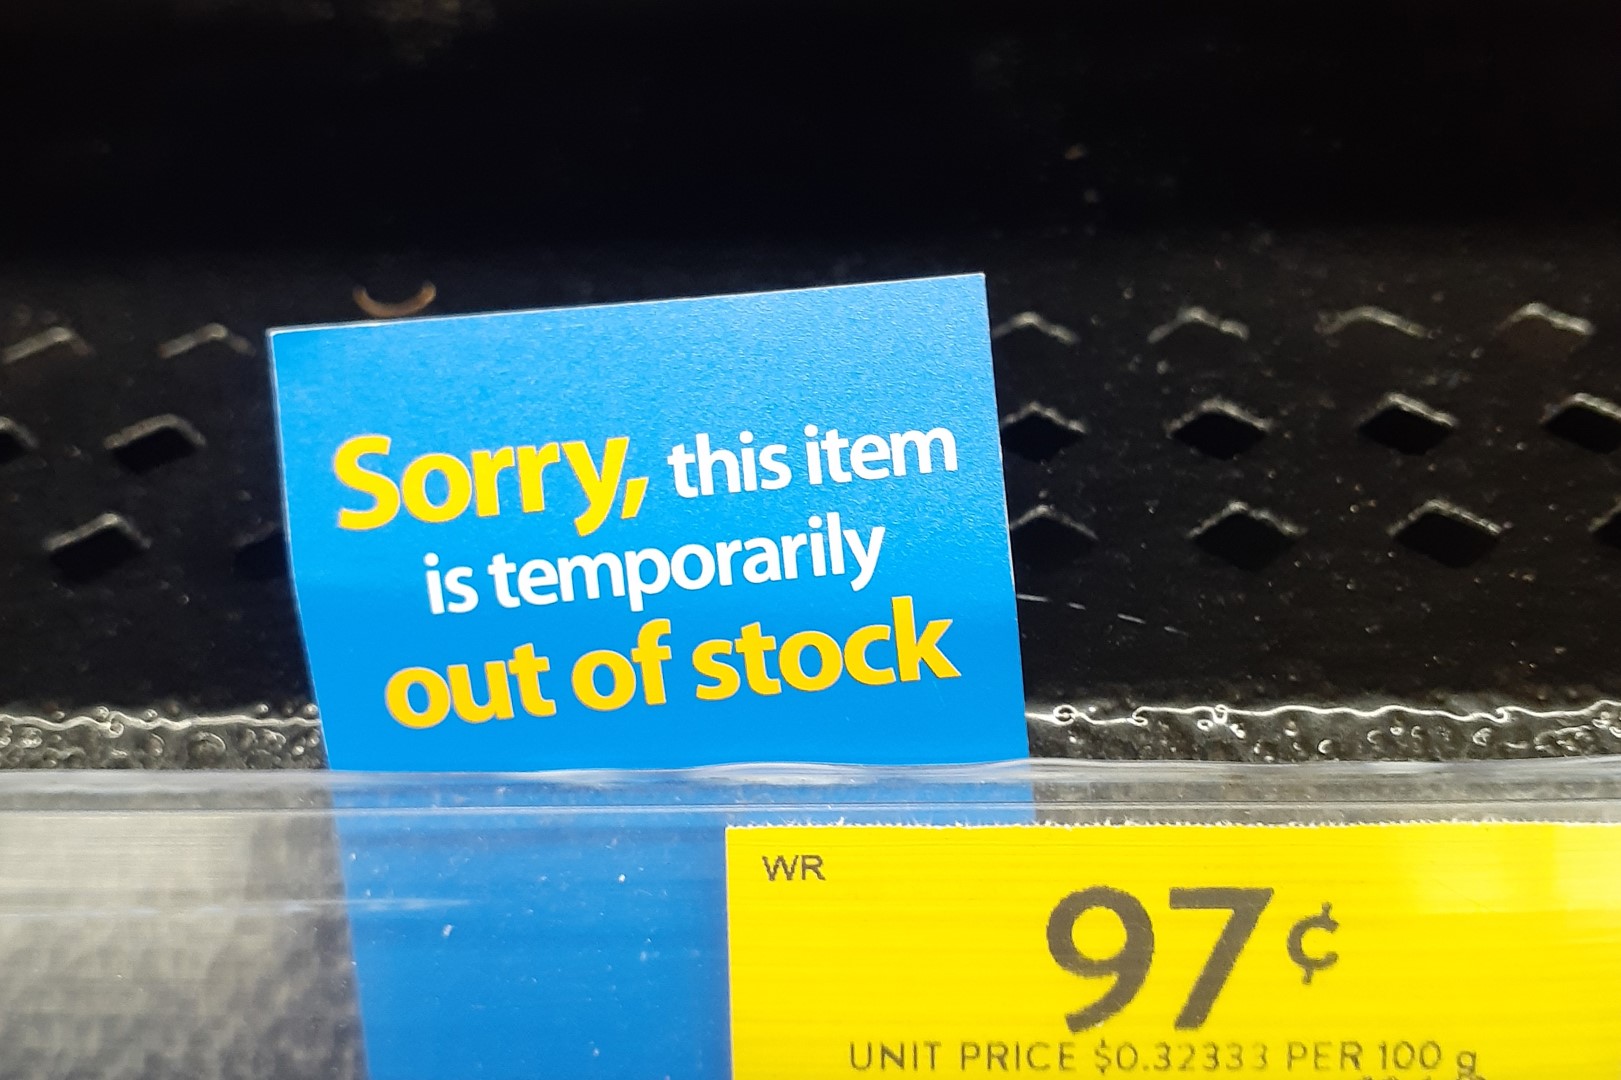 Sorry, this item
is temporarily
out of stock
WR
97¢
UNIT PRICE $0.32333 PER 100 g